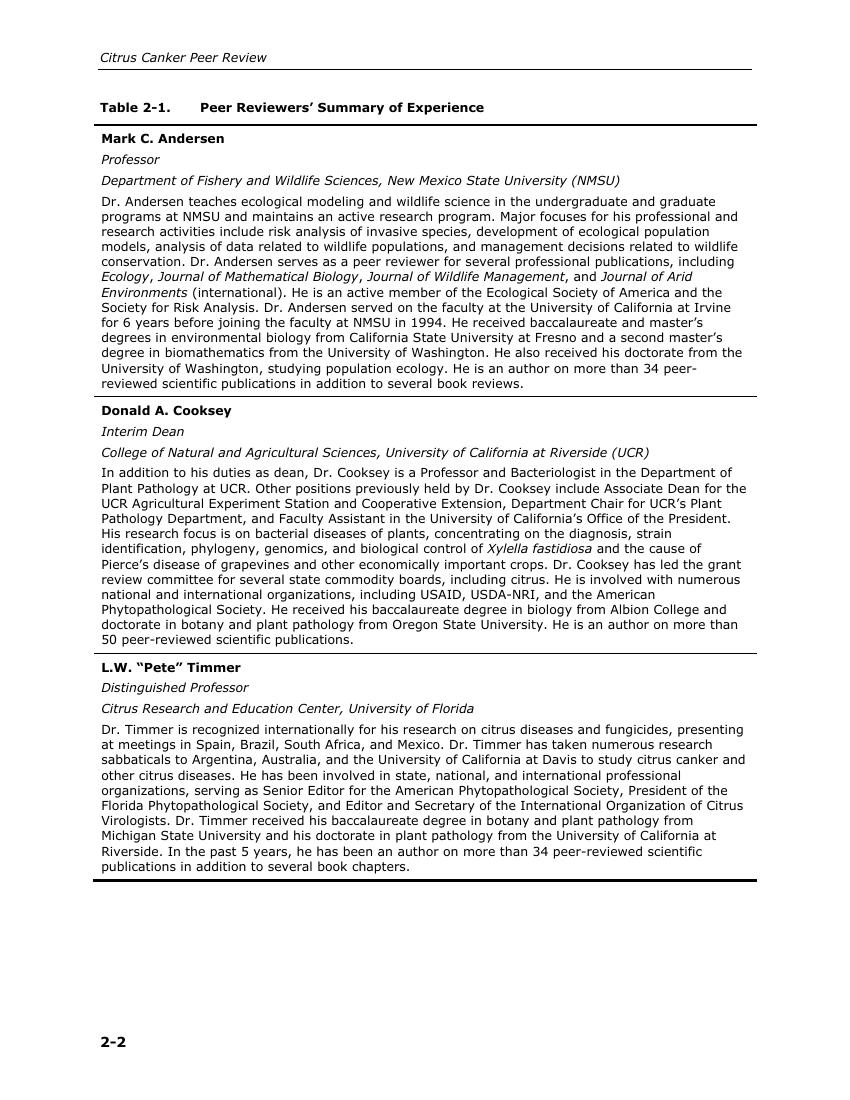 Citrus Canker Peer Review
Table 2-1. Peer Reviewers’ Summary of Experience
Mark C. Andersen
Professor
Department of Fishery and Wildlife Sciences, New Mexico State University (NMSU)
Dr. Andersen teaches ecological modeling and wildlife science in the undergraduate and graduate
programs at NMSU and maintains an active research program. Major focuses for his professional and
research activities include risk analysis of invasive species, development of ecological population
models, analysis of data related to wildlife populations, and management decisions related to wildlife
conservation. Dr. Andersen serves as a peer reviewer for several professional publications, including
Ecology, Journal of Mathematical Biology, Journal of Wildlife Management, and Journal of Arid
Environments (international). He is an active member of the Ecological Society of America and the
Society for Risk Analysis. Dr. Andersen served on the faculty at the University of California at Irvine
for 6 years before joining the faculty at NMSU in 1994. He received baccalaureate and master’s
degrees in environmental biology from California State University at Fresno and a second master’s
degree in biomathematics from the University of Washington. He also received his doctorate from the
University of Washington, studying population ecology. He is an author on more than 34 peer-
reviewed scientific publications in addition to several book reviews.
Donald A. Cooksey
Interim Dean
College of Natural and Agricultural Sciences, University of California at Riverside (UCR)
In addition to his duties as dean, Dr. Cooksey is a Professor and Bacteriologist in the Department of
Plant Pathology at UCR. Other positions previously held by Dr. Cooksey include Associate Dean for the
UCR Agricultural Experiment Station and Cooperative Extension, Department Chair for UCR’s Plant
Pathology Department, and Faculty Assistant in the University of California’s Office of the President.
His research focus is on bacterial diseases of plants, concentrating on the diagnosis, strain
identification, phylogeny, genomics, and biological control of Xylella fastidiosa and the cause of
Pierce’s disease of grapevines and other economically important crops. Dr. Cooksey has led the grant
review committee for several state commodity boards, including citrus. He is involved with numerous
national and international organizations, including USAID, USDA-NRI, and the American
Phytopathological Society. He received his baccalaureate degree in biology from Albion College and
doctorate in botany and plant pathology from Oregon State University. He is an author on more than
50 peer-reviewed scientific publications.
L.W. “Pete” Timmer
Distinguished Professor
Citrus Research and Education Center, University of Florida
Dr. Timmer is recognized internationally for his research on citrus diseases and fungicides, presenting
at meetings in Spain, Brazil, South Africa, and Mexico. Dr. Timmer has taken numerous research
sabbaticals to Argentina, Australia, and the University of California at Davis to study citrus canker and
other citrus diseases. He has been involved in state, national, and international professional
organizations, serving as Senior Editor for the American Phytopathological Society, President of the
Florida Phytopathological Society, and Editor and Secretary of the International Organization of Citrus
Virologists. Dr. Timmer received his baccalaureate degree in botany and plant pathology from
Michigan State University and his doctorate in plant pathology from the University of California at
Riverside. In the past 5 years, he has been an author on more than 34 peer-reviewed scientific
publications in addition to several book chapters.
2-2